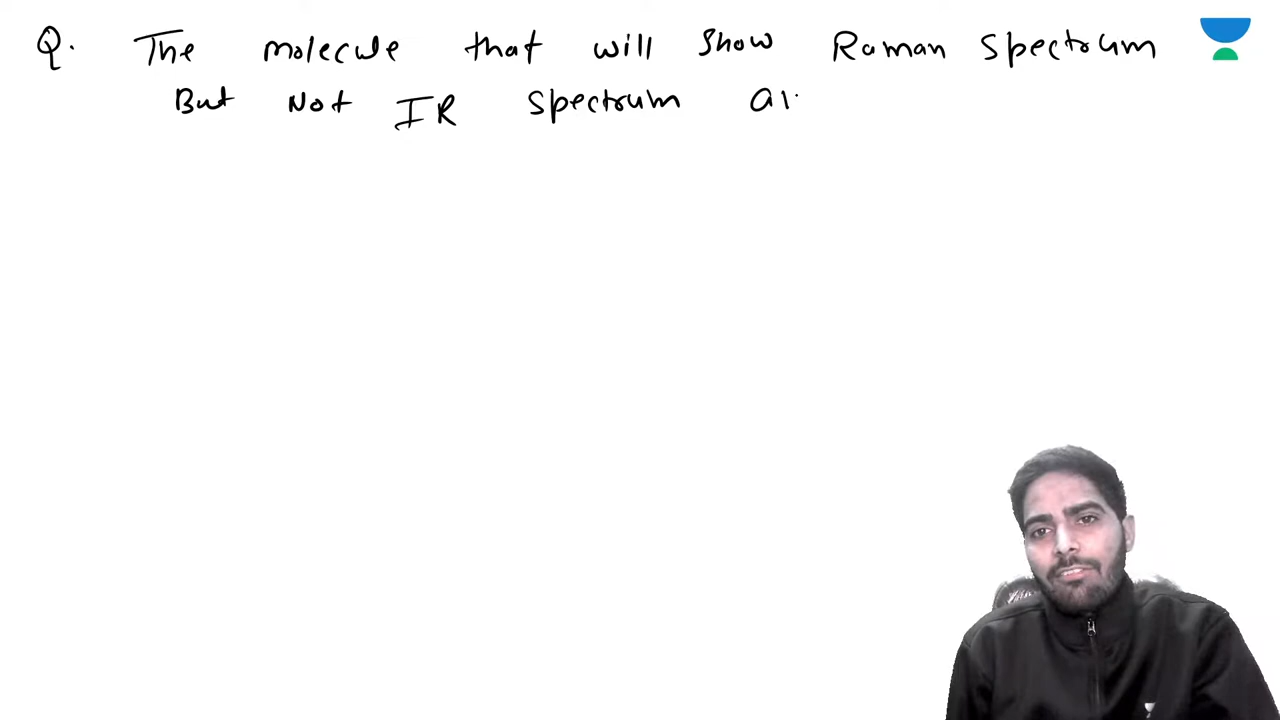 Q. The molecule that will show Raman Spectrum
But Not IR Spectrum